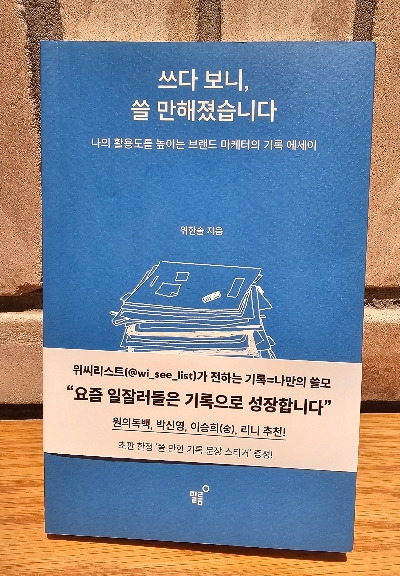 쓰다 보니,
쓸 만해졌습니다
나의 활용도를 높이는 브랜드 마케터의 기록 에세이
위한솔 지음
위씨리스트(@wi_see_list)가 전하는 기록=나만의 쓸모
“요즘 일잘러들은 기록으로 성장합니다”
원의독백, 박신영, 이승희(숭), 리니 추천!
초판 한정 '쓸 만한 기록 문장 스티커' 증정!